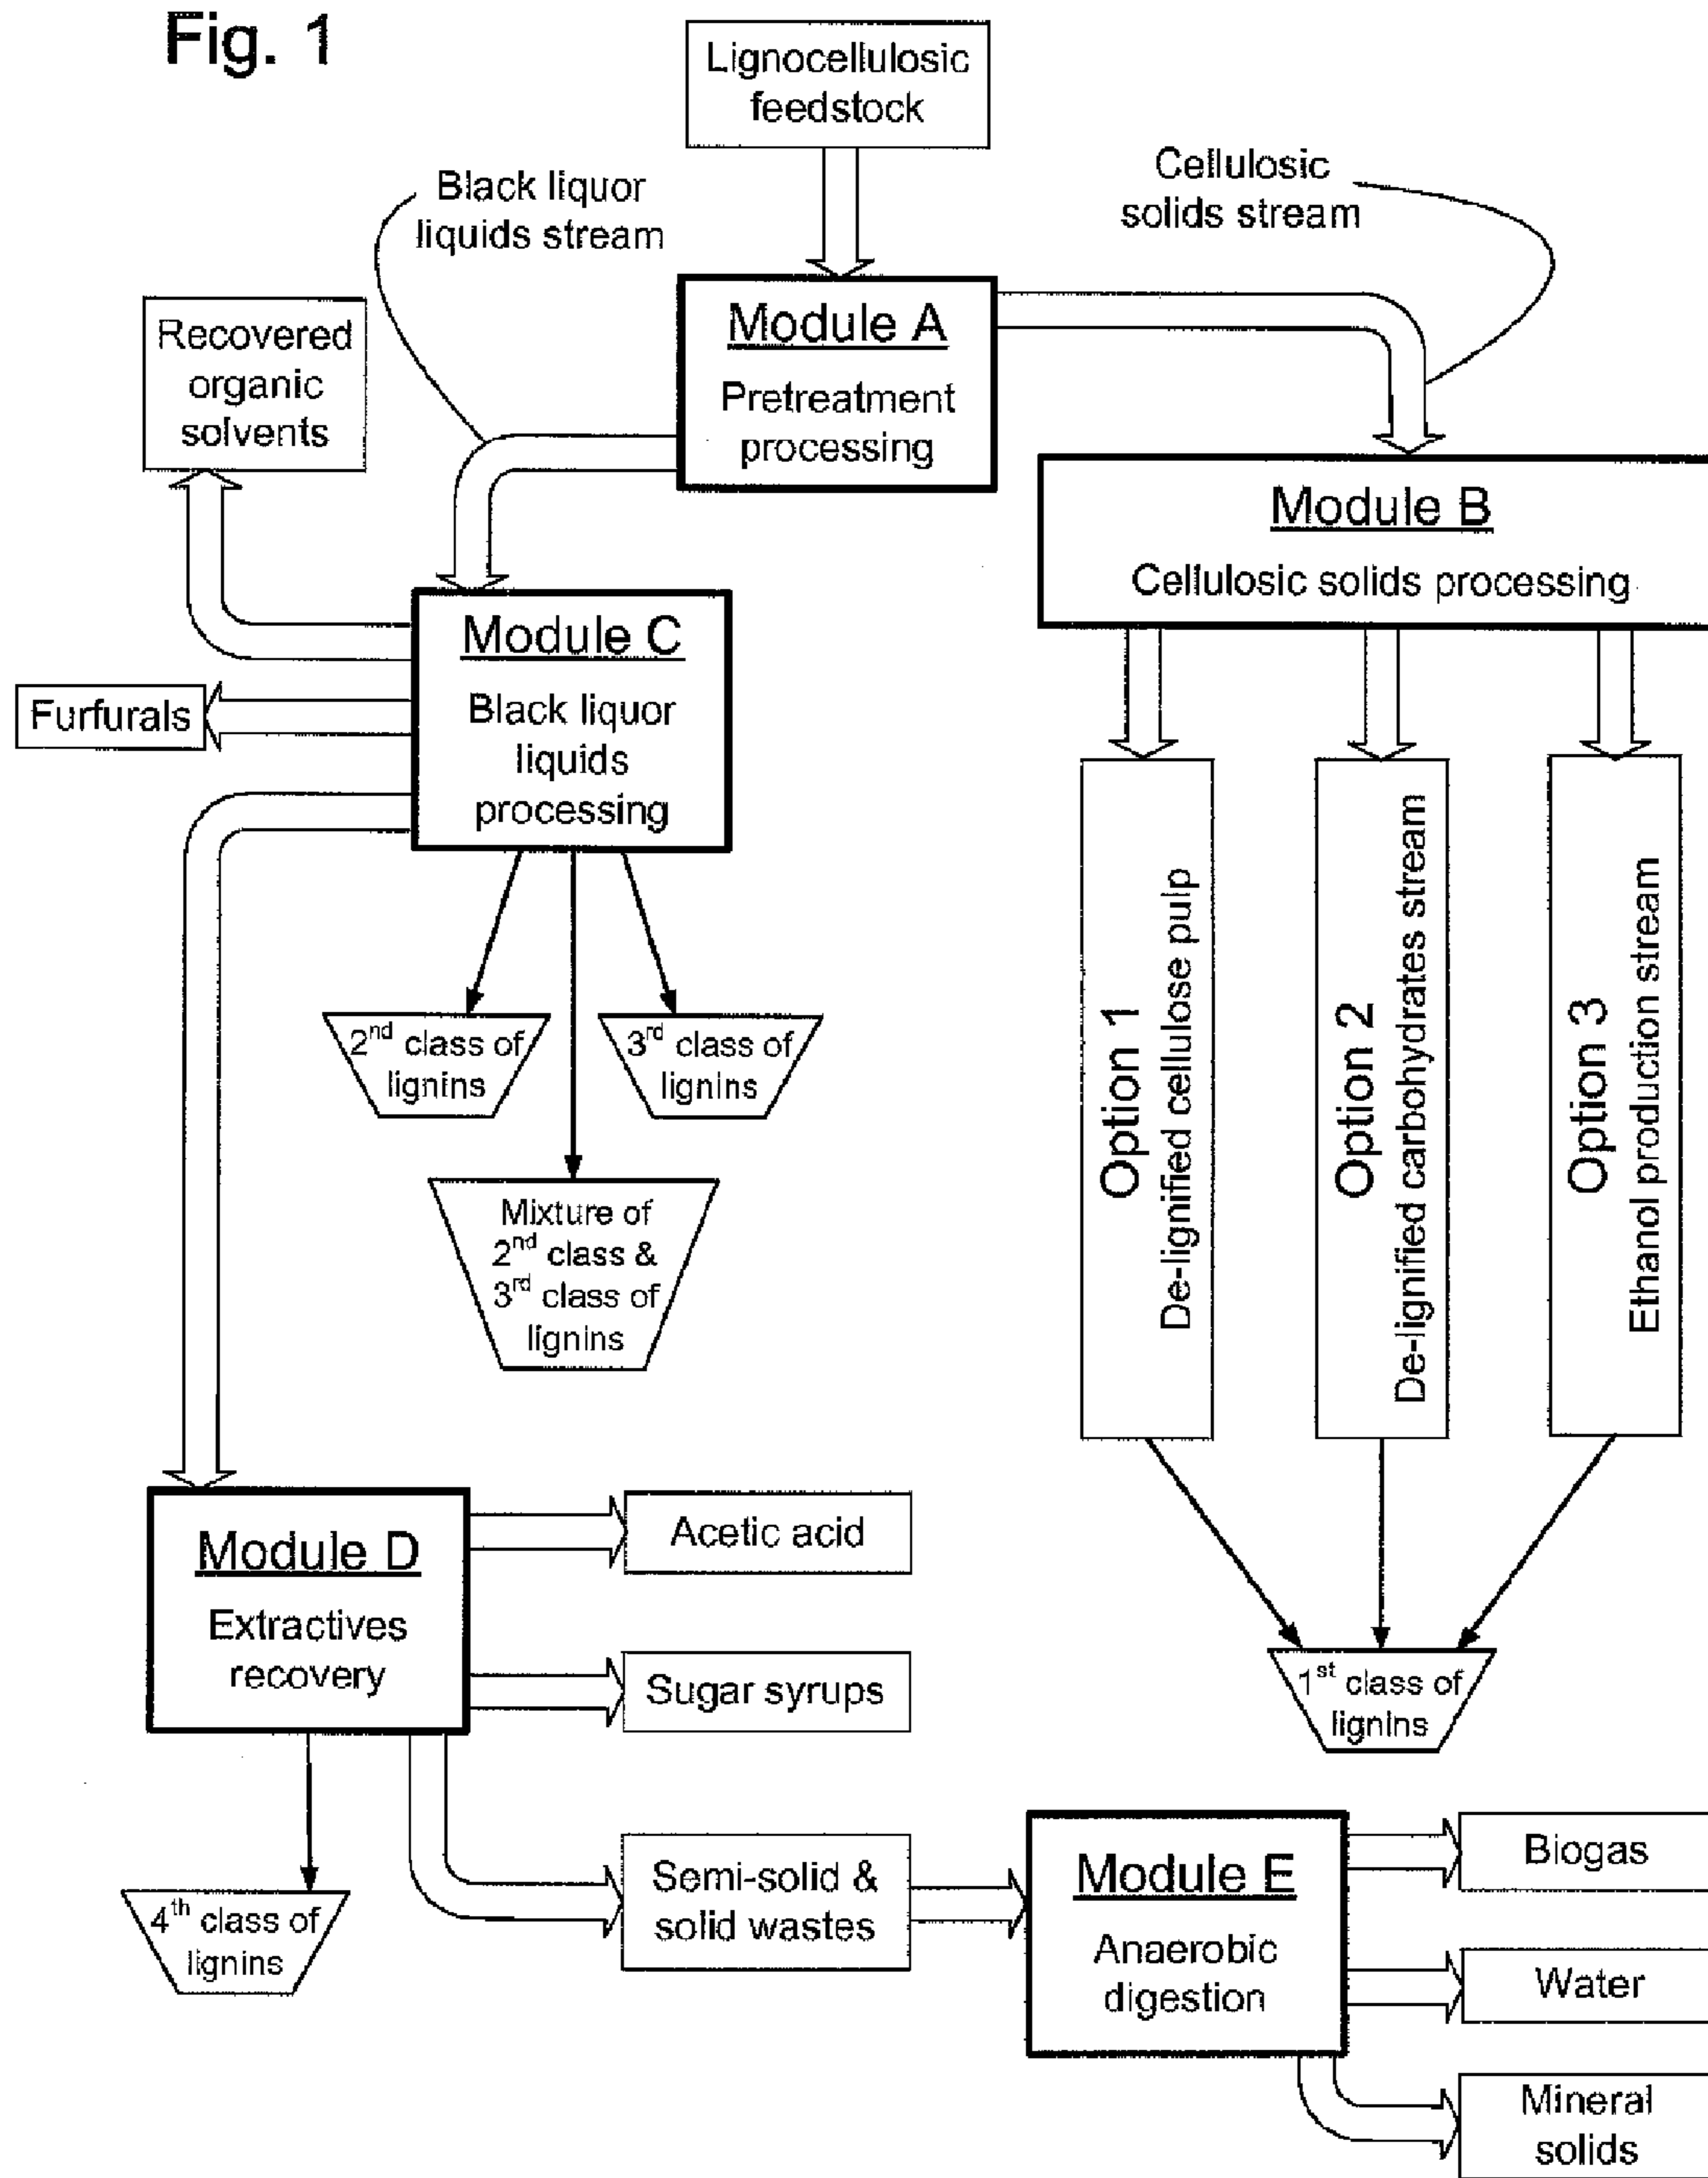 Fig. 1
Lignocellulosic
feedstock
Black liquor
liquids stream
Cellulosic
solids stream
Module A
Pretreatment
processing
Recovered
organic
solvents
Module B
Cellulosic solids processing
Module C
Black liquor
liquids
processing
Furfurals
2nd class of
lignins
3rd class of
lignins
Mixture of
2nd class &
3rd class of
lignins
Option 1
De-lignified cellulose pulp
Option 2
De-lignified carbohydrates stream
Option 3
Ethanol production stream
1st class of
lignins
Module D
Extractives
recovery
Acetic acid
Sugar syrups
4th class of
lignins
Semi-solid &
solid wastes
Module E
Anaerobic
digestion
Biogas
Water
Mineral
solids